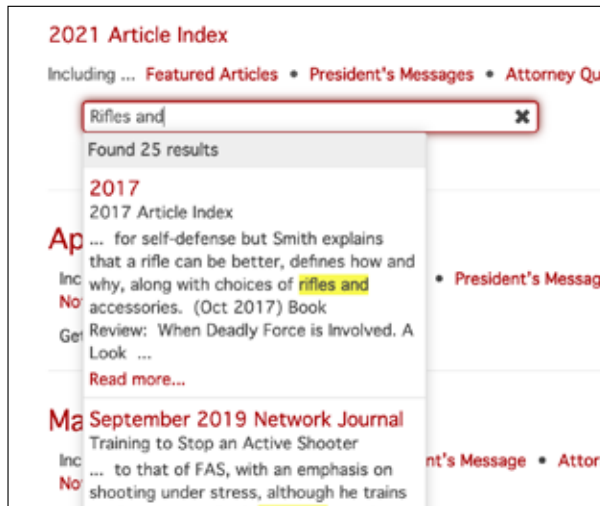 2021 Article Index
Including ... Featured Articles • President's Messages • Attorney Qu
Rifles and
Found 25 results
2017
2017 Article Index
... for self-defense but Smith explains
that a rifle can be better, defines how and
why, along with choices of rifles and
accessories. (Oct 2017) Book
Review: When Deadly Force is Involved. A
Look ...
Read more...
Ap
Inc
• President's Messag
No
Get
September 2019 Network Journal
Training to Stop an Active Shooter
... to that of FAS, with an emphasis on
shooting under stress, although he trains
Ma
Inc
nt's Message • Attor
No